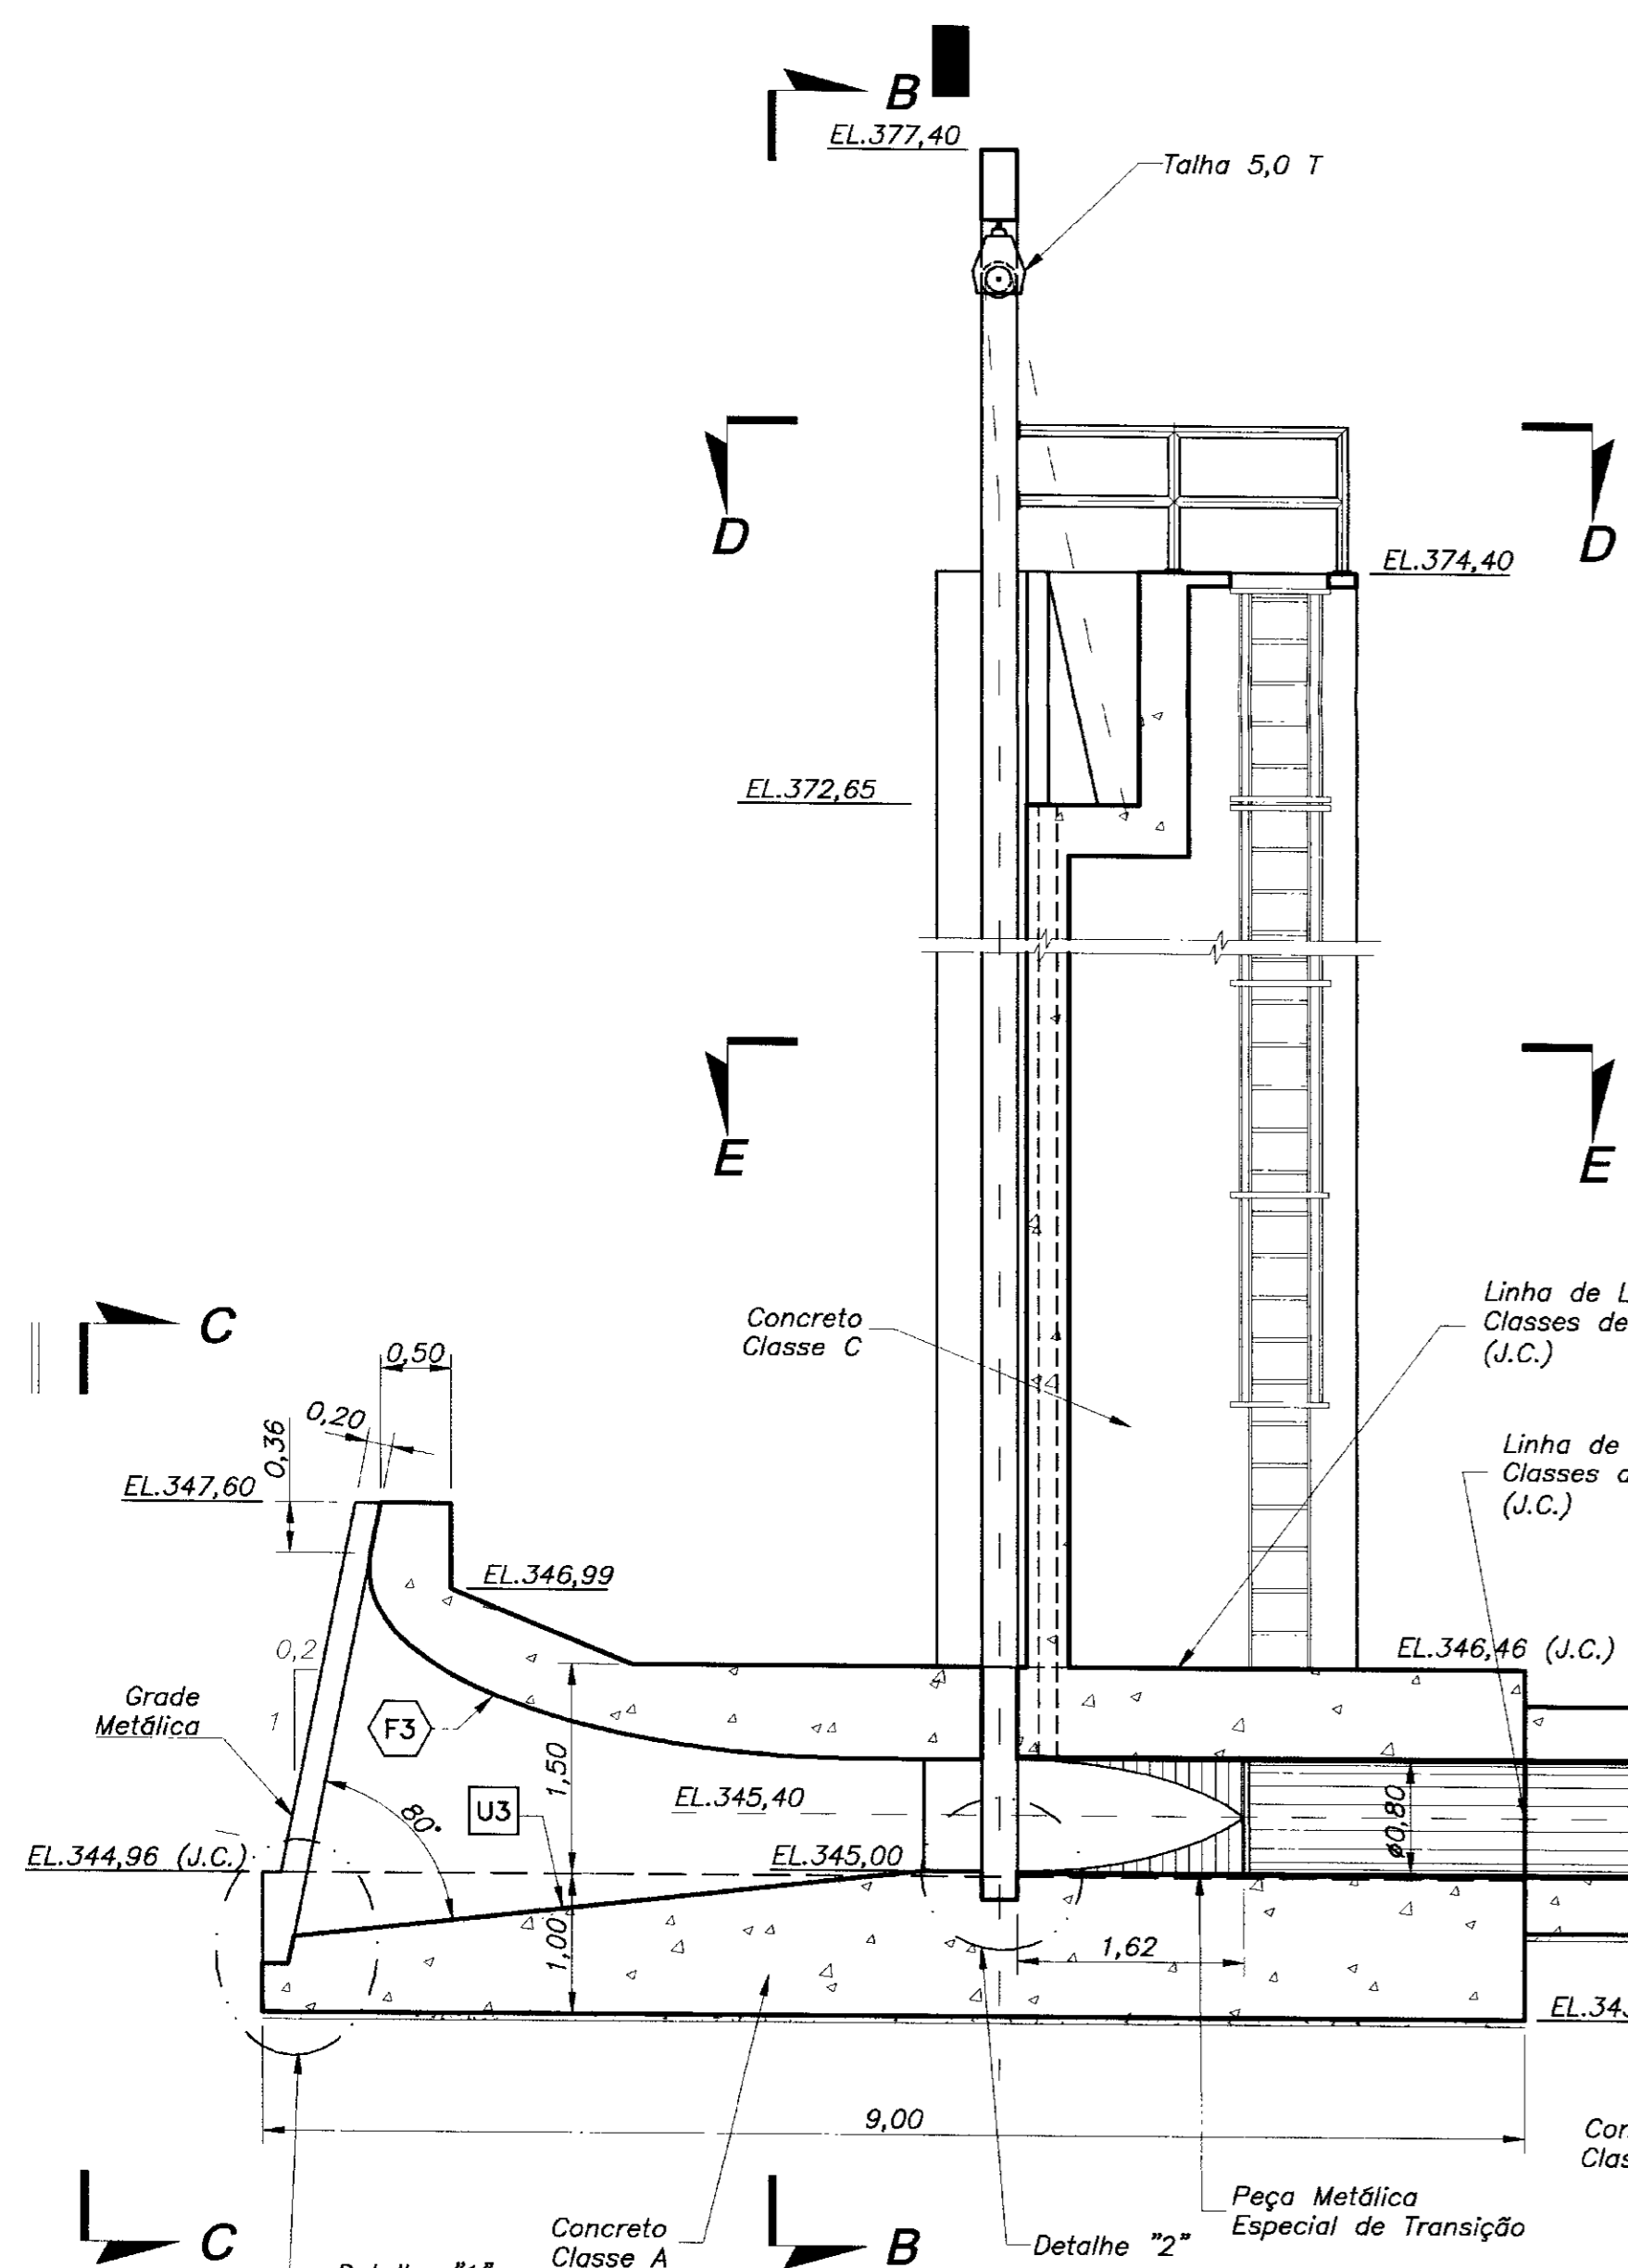 B
EL.377,40
Talha 5,0 T
D
D
EL.374,40
EL.372,65
E
E
Concreto
Classe C
Linha de
Classes de
(J.C.)
C
0,50
0,20
0,36
EL.347,60
Linha de
Classes
(J.C.)
EL.346,99
0,2
1
EL.346,46 (J.C.)
Grade
Metálica
F3
1,50
EL.345,40
80°
U3
ø0,80
EL.344,96 (J.C.)
EL.345,00
1,00
1,62
9,00
Peça Metálica
Especial de Transição
Detalhe "2"
C
Concreto
Classe A
B
Detalhe "1"